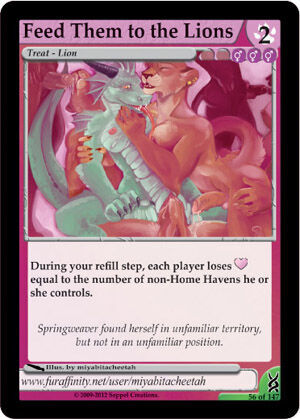 Feed Them to the Lions
2
Treat - Lion
During your refill step, each player loses
equal to the number of non-Home Havens he or
she controls.
Springweaver found herself in unfamiliar territory,
but not in an unfamiliar position.
Illus. by miyabitacheetah
www.furaffinity.net/user/miyabitacheetah
56 of 147
© 2009-2012 Seppel Creations.